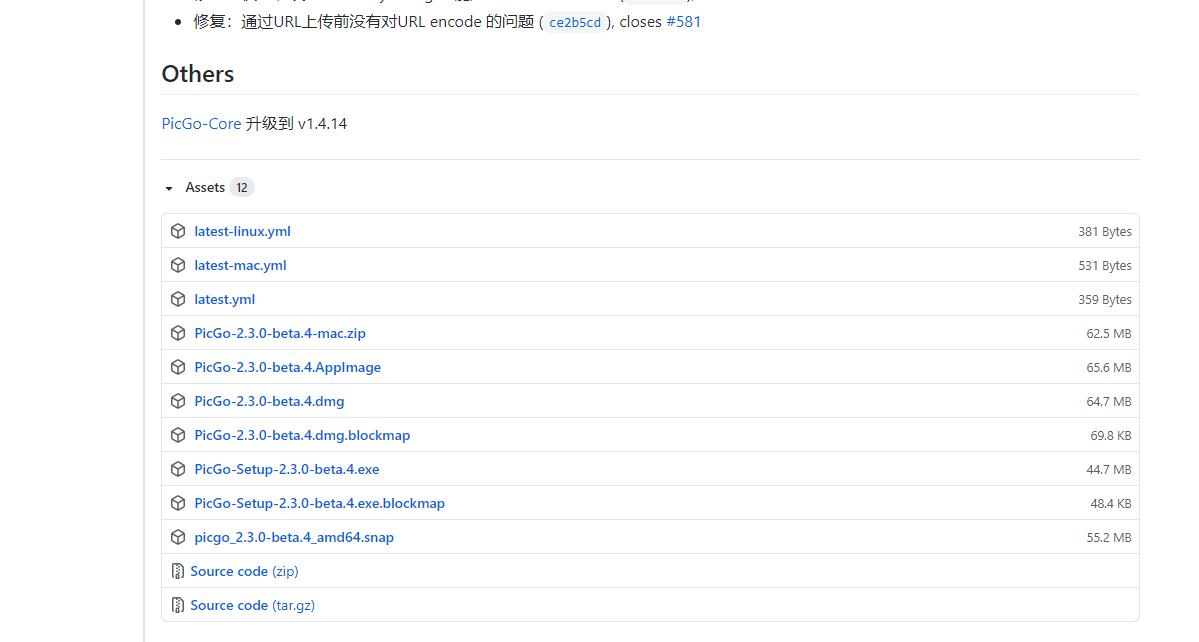 修复：通过URL上传前没有对URL encode 的问题 ( ce2b5cd ), closes #581
Others
PicGo-Core 升级到 v1.4.14
Assets 12
latest-linux.yml 381 Bytes
latest-mac.yml 531 Bytes
latest.yml 359 Bytes
PicGo-2.3.0-beta.4-mac.zip 62.5 MB
PicGo-2.3.0-beta.4.AppImage 65.6 MB
PicGo-2.3.0-beta.4.dmg 64.7 MB
PicGo-2.3.0-beta.4.dmg.blockmap 69.8 KB
PicGo-Setup-2.3.0-beta.4.exe 44.7 MB
PicGo-Setup-2.3.0-beta.4.exe.blockmap 48.4 KB
picgo_2.3.0-beta.4_amd64.snap 55.2 MB
Source code (zip)
Source code (tar.gz)